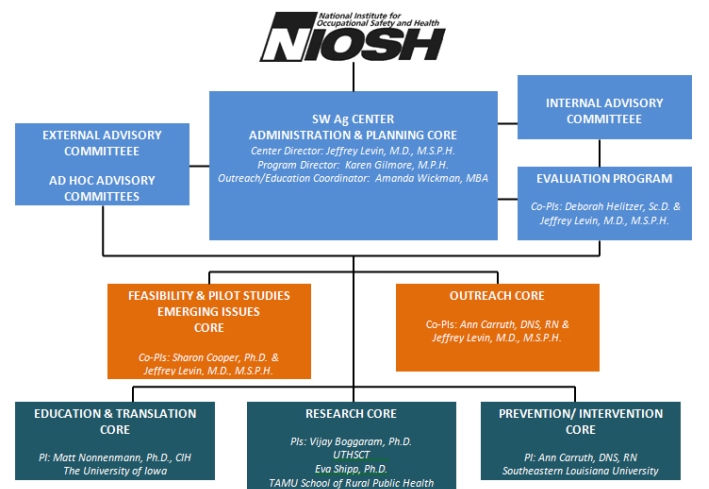 National Institute for
Occupational Safety and Health
NIOSH
SW Ag CENTER
ADMINISTRATION & PLANNING CORE
Center Director: Jeffrey Levin, M.D., M.S.P.H.
Program Director: Karen Gilmore, M.P.H.
Outreach/Education Coordinator: Amanda Wickman, MBA
INTERNAL ADVISORY
COMMITTEEE
EXTERNAL ADVISORY
COMMITTEEE
AD HOC ADVISORY
COMMITTEES
EVALUATION PROGRAM
Co-PIs: Deborah Helitzer, Sc.D. &
Jeffrey Levin, M.D., M.S.P.H.
FEASIBILITY & PILOT STUDIES
EMERGING ISSUES
CORE
Co-PIs: Sharon Cooper, Ph.D. &
Jeffrey Levin, M.D., M.S.P.H.
OUTREACH CORE
Co-PIs: Ann Carruth, DNS, RN &
Jeffrey Levin, M.D., M.S.P.H.
EDUCATION & TRANSLATION
CORE
PI: Matt Nonnenmann, Ph.D., CIH
The University of Iowa
RESEARCH CORE
PIs: Vijay Boggaram, Ph.D.
UTHSCT
Eva Shipp, Ph.D.
TAMU School of Rural Public Health
PREVENTION/ INTERVENTION
CORE
PI: Ann Carruth, DNS, RN
Southeastern Louisiana University